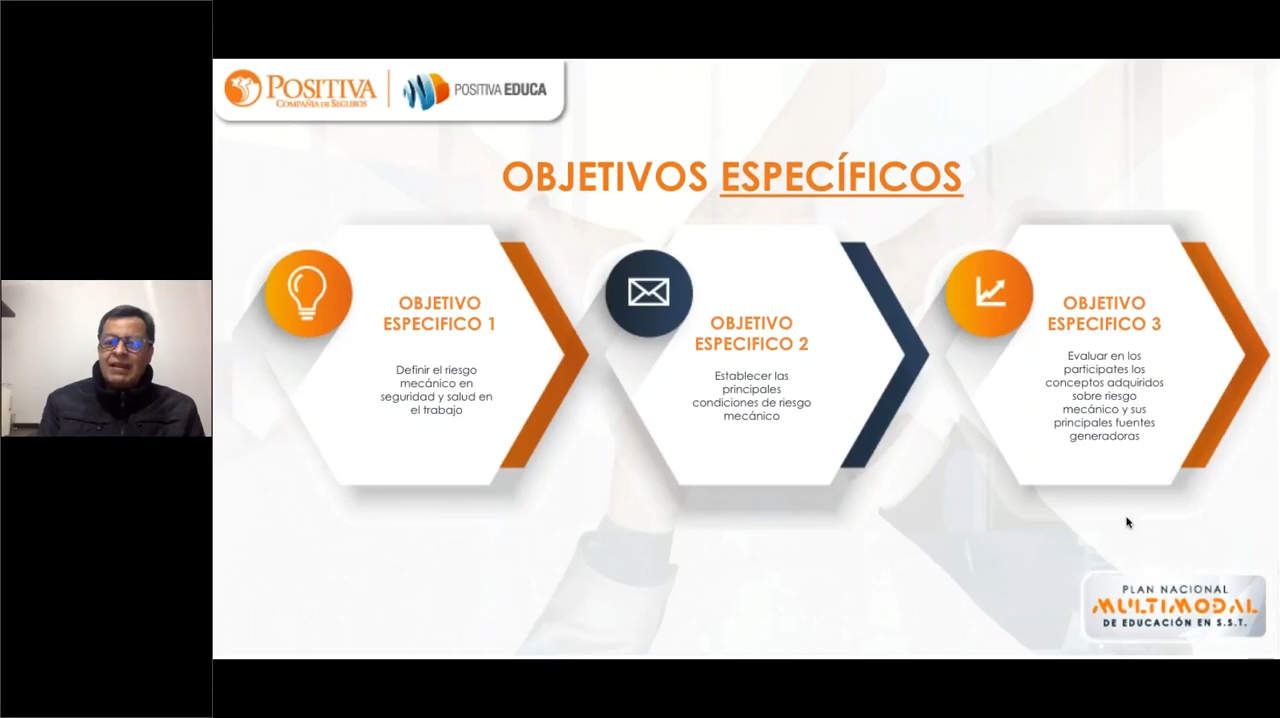 POSITIVA
COMPAÑÍA DE SEGUROS
POSITIVA EDUCA
OBJETIVOS ESPECÍFICOS
OBJETIVO
ESPECIFICO 1
Definir el riesgo
mecánico en
seguridad y salud en
el trabajo
OBJETIVO
ESPECIFICO 2
Establecer las
principales
condiciones de riesgo
mecánico
OBJETIVO
ESPECIFICO 3
Evaluar en los
participates los
conceptos adquiridos
sobre riesgo
mecánico y sus
principales fuentes
generadoras
PLAN NACIONAL
MULTIMODAL
DE EDUCACIÓN EN S.S.T.